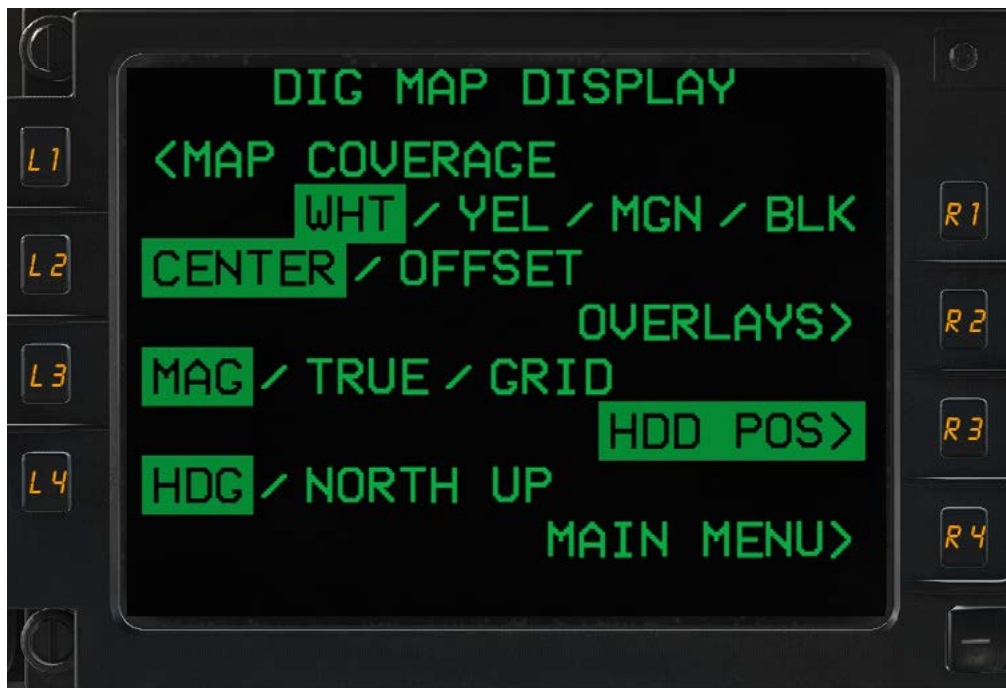 DIG MAP DISPLAY
L1
<MAP COVERAGE
WHT / YEL / MGN / BLK
R1
L2
CENTER / OFFSET
OVERLAYS>
R2
L3
MAG / TRUE / GRID
HDD POS>
R3
L4
HDG / NORTH UP
MAIN MENU>
R4